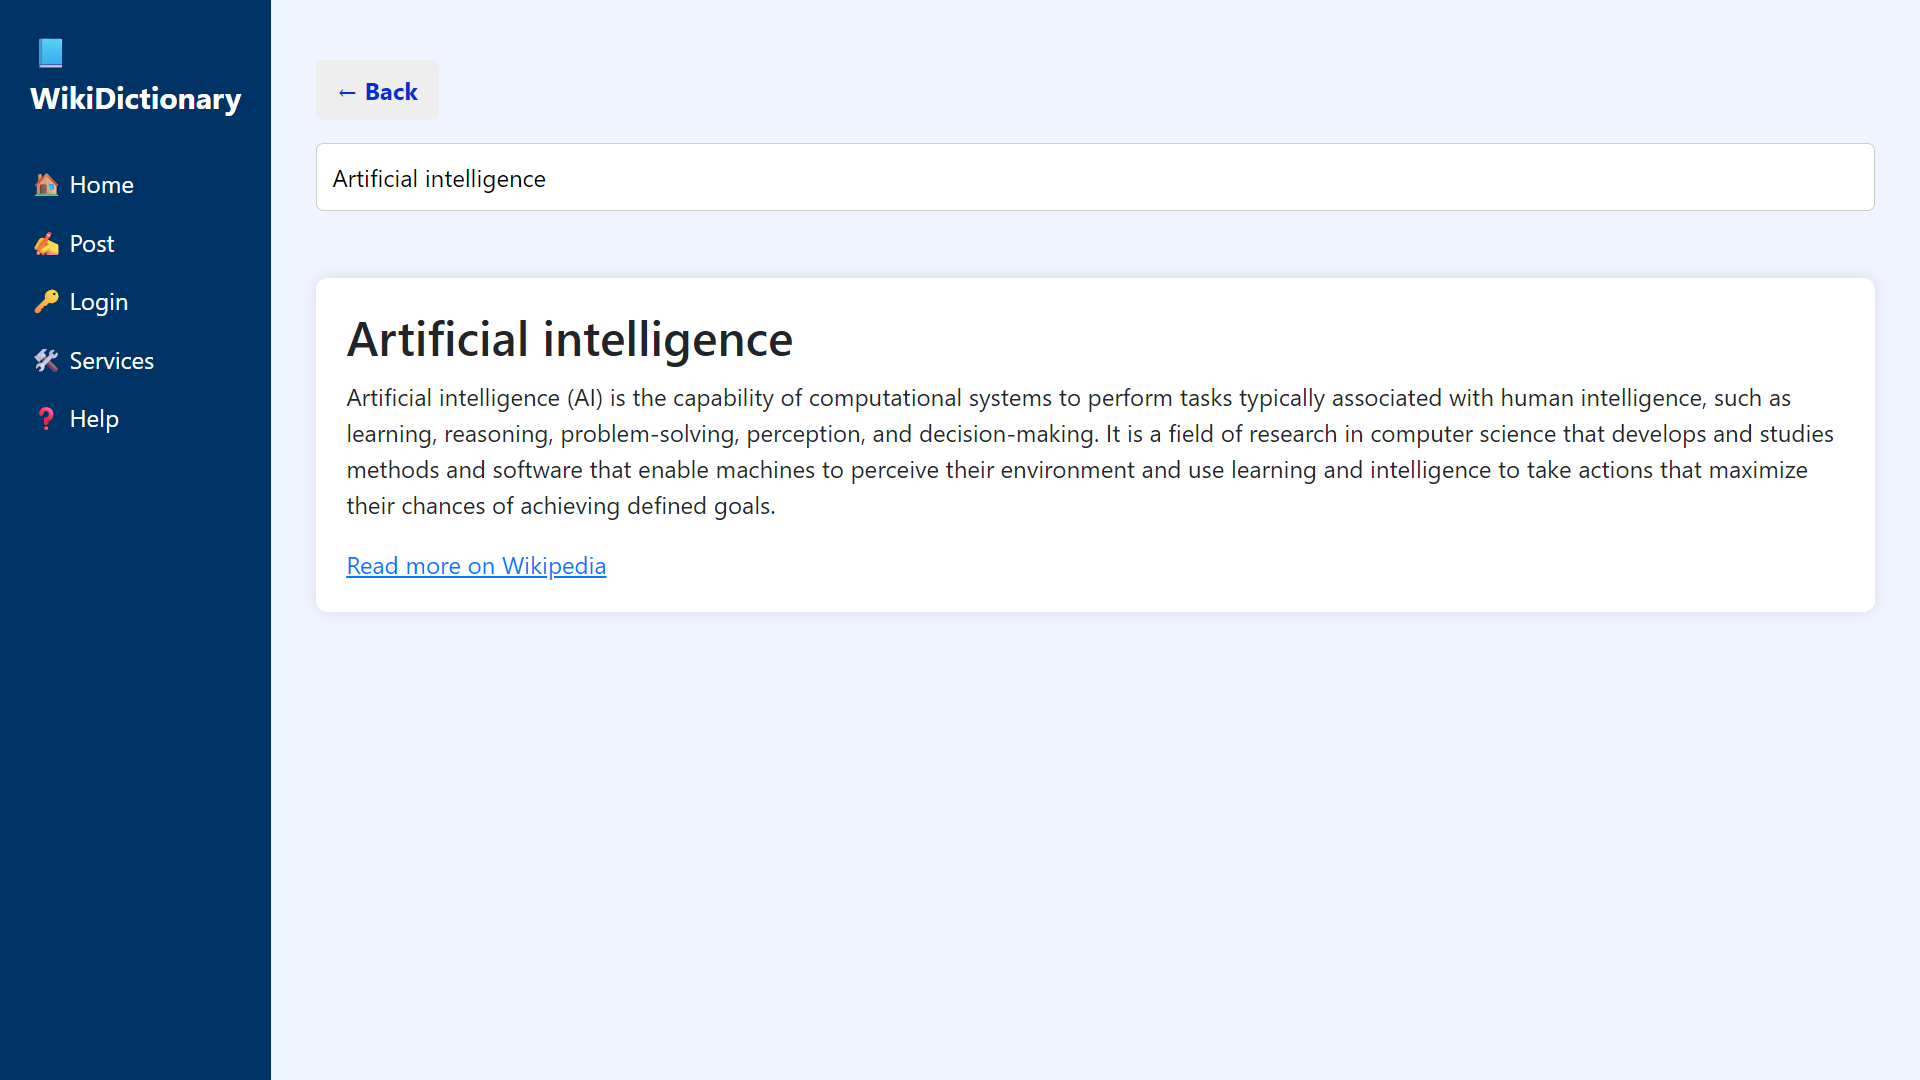 WikiDictionary
Home
Post
Login
Services
Help
← Back
Artificial intelligence
Artificial intelligence
Artificial intelligence (AI) is the capability of computational systems to perform tasks typically associated with human intelligence, such as
learning, reasoning, problem-solving, perception, and decision-making. It is a field of research in computer science that develops and studies
methods and software that enable machines to perceive their environment and use learning and intelligence to take actions that maximize
their chances of achieving defined goals.
Read more on Wikipedia